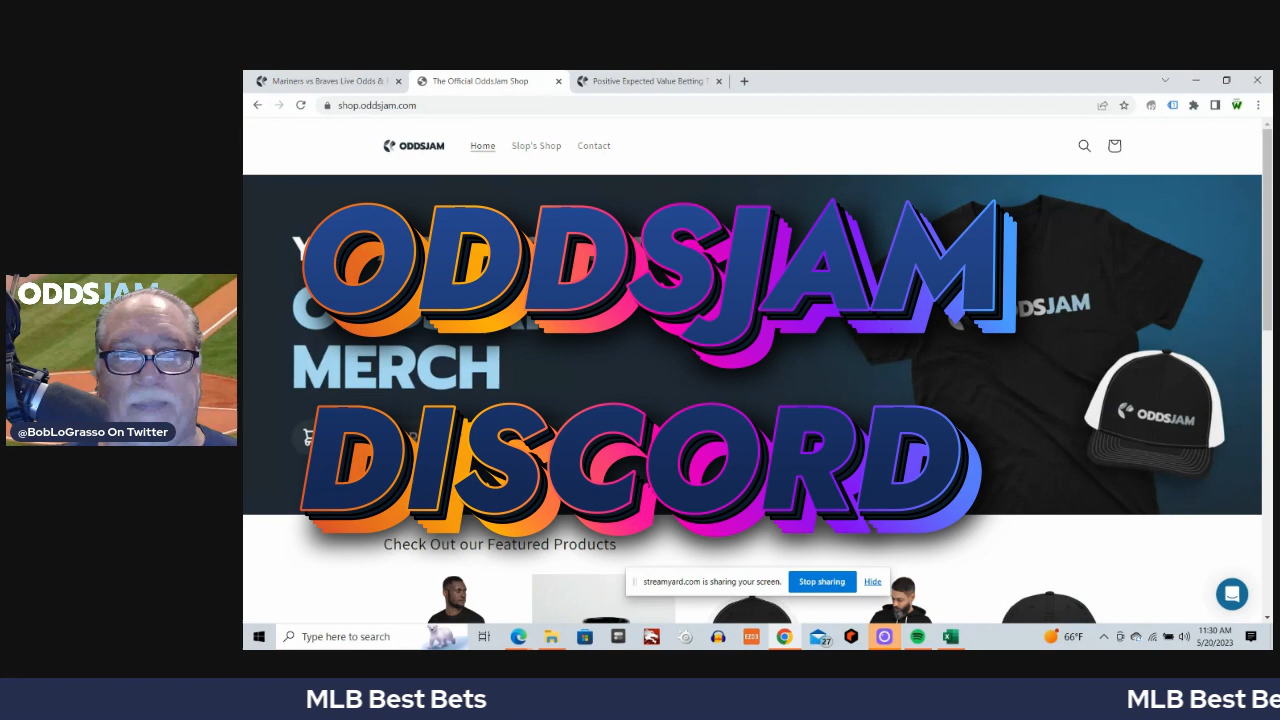 Mariners vs Braves Live Odds &
The Official OddsJam Shop
Positive Expected Value Betting T
shop.oddsjam.com
ODDSJAM
Home
Slop's Shop
Contact
Y
MERCH
ODDSJAM
DISCORD
ODDSJAM
ODDSJAM
@BobLoGrasso On Twitter
Check Out our Featured Products
streamyard.com is sharing your screen.
Stop sharing
Hide
Type here to search
EZD3
27
66°F
11:30 AM
5/20/2023
MLB Best Bets
MLB Best Be